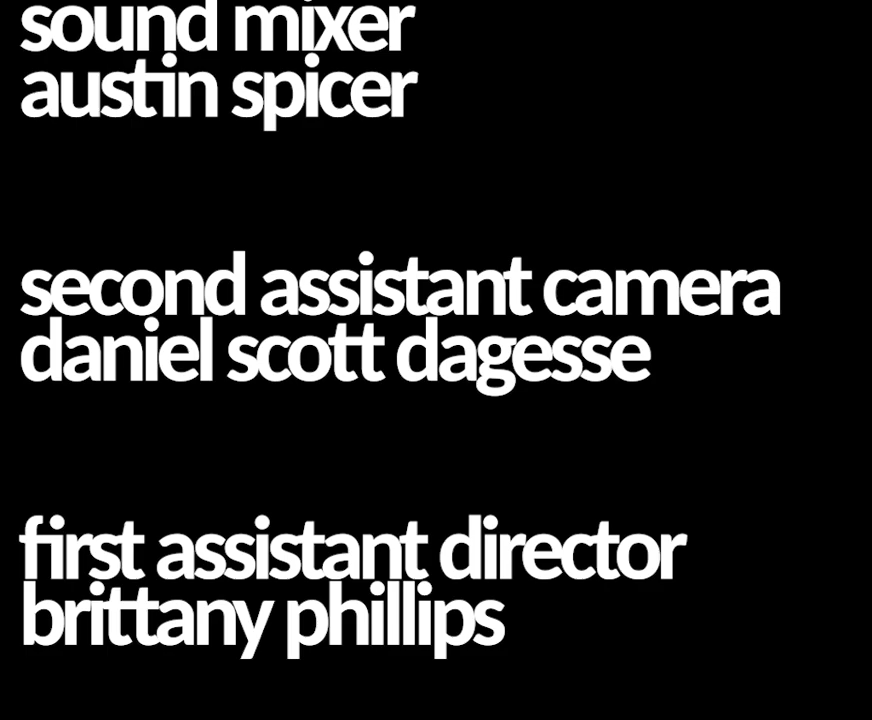 sound mixer
austin spicer
second assistant camera
daniel scott dagesse
first assistant director
brittany phillips